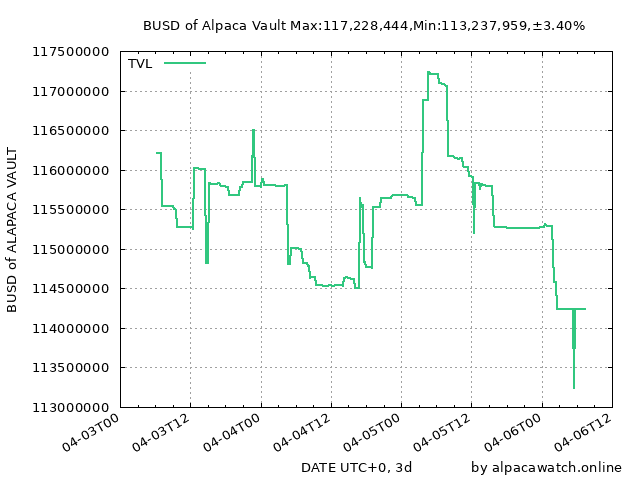 BUSD of Alpaca Vault Max:117,228,444,Min:113,237,959,±3.40%
TVL
117500000
117000000
116500000
116000000
115500000
115000000
114500000
114000000
113500000
113000000
BUSD of ALAPACA VAULT
04-03T00
04-03T12
04-04T00
04-04T12
04-05T00
04-05T12
04-06T00
04-06T12
DATE UTC+0, 3d
by alpacawatch.online